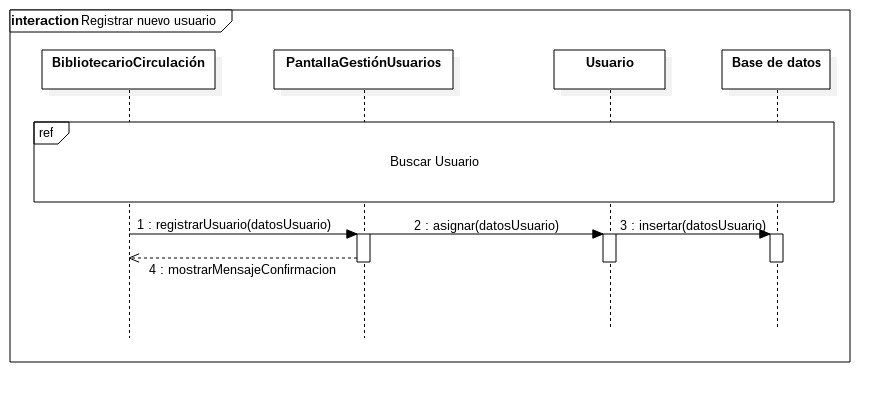 interaction Registrar nuevo usuario
BibliotecarioCirculación
PantallaGestiónUsuarios
Usuario
Base de datos
ref
Buscar Usuario
1 : registrarUsuario(datosUsuario)
2 : asignar(datosUsuario)
3 : insertar(datosUsuario)
4 : mostrarMensajeConfirmacion